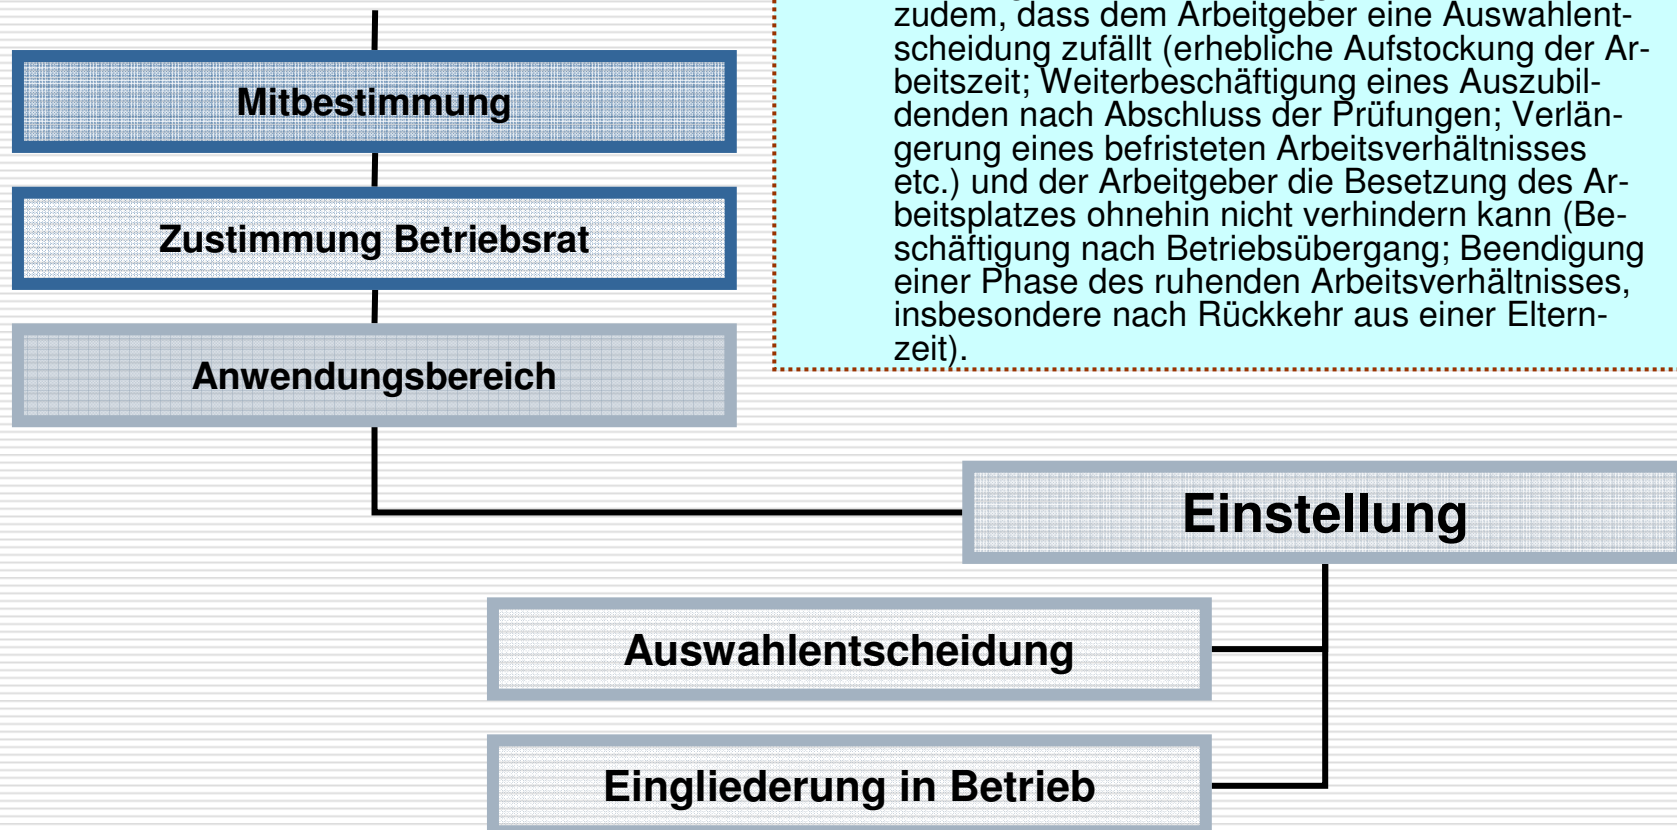 zudem, dass dem Arbeitgeber eine Auswahlent-
scheidung zufällt (erhebliche Aufstockung der Ar-
beitszeit; Weiterbeschäftigung eines Auszubil-
denden nach Abschluss der Prüfungen; Verlän-
gerung eines befristeten Arbeitsverhältnisses
etc.) und der Arbeitgeber die Besetzung des Ar-
beitsplatzes ohnehin nicht verhindern kann (Be-
schäftigung nach Betriebsübergang; Beendigung
einer Phase des ruhenden Arbeitsverhältnisses,
insbesondere nach Rückkehr aus einer Eltern-
zeit).
Mitbestimmung
Zustimmung Betriebsrat
Anwendungsbereich
Einstellung
Auswahlentscheidung
Eingliederung in Betrieb